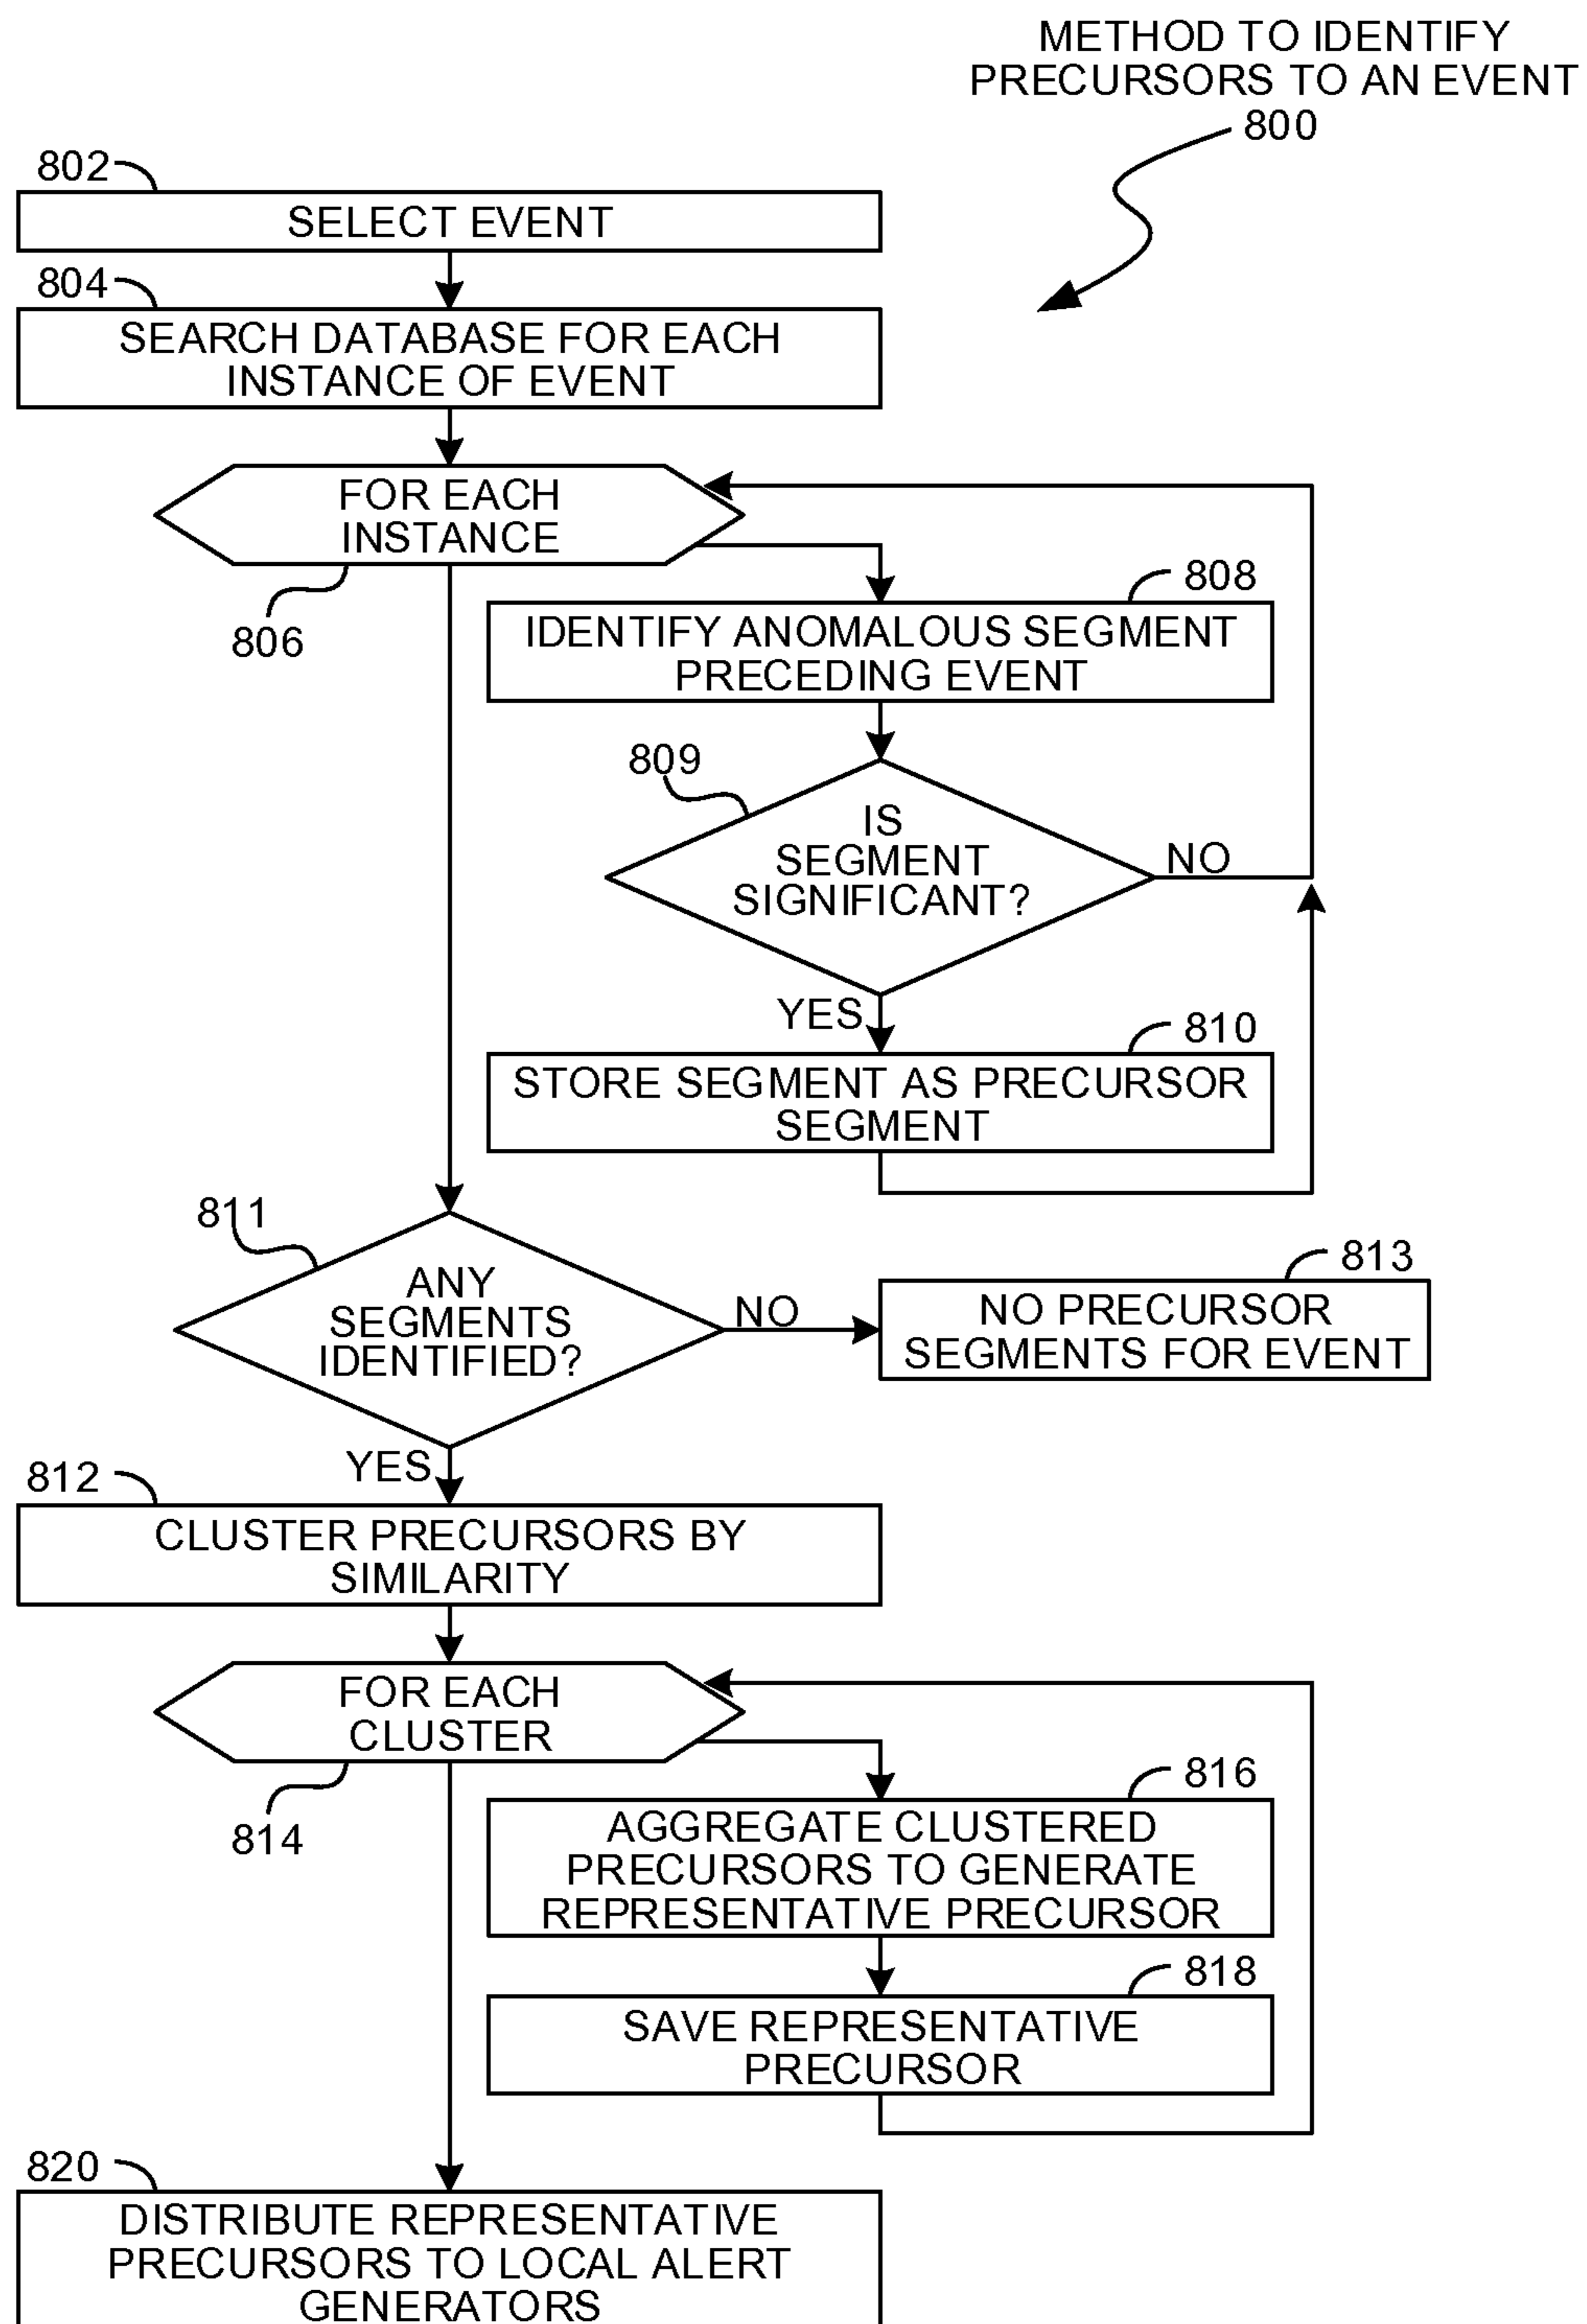 METHOD TO IDENTIFY
PRECURSORS TO AN EVENT
800
802
SELECT EVENT
804
SEARCH DATABASE FOR EACH
INSTANCE OF EVENT
FOR EACH
INSTANCE
806
808
IDENTIFY ANOMALOUS SEGMENT
PRECEDING EVENT
809
IS
SEGMENT
SIGNIFICANT?
NO
YES
810
STORE SEGMENT AS PRECURSOR
SEGMENT
811
ANY
SEGMENTS
IDENTIFIED?
NO
813
NO PRECURSOR
SEGMENTS FOR EVENT
YES
812
CLUSTER PRECURSORS BY
SIMILARITY
FOR EACH
CLUSTER
814
816
AGGREGATE CLUSTERED
PRECURSORS TO GENERATE
REPRESENTATIVE PRECURSOR
818
SAVE REPRESENTATIVE
PRECURSOR
820
DISTRIBUTE REPRESENTATIVE
PRECURSORS TO LOCAL ALERT
GENERATORS